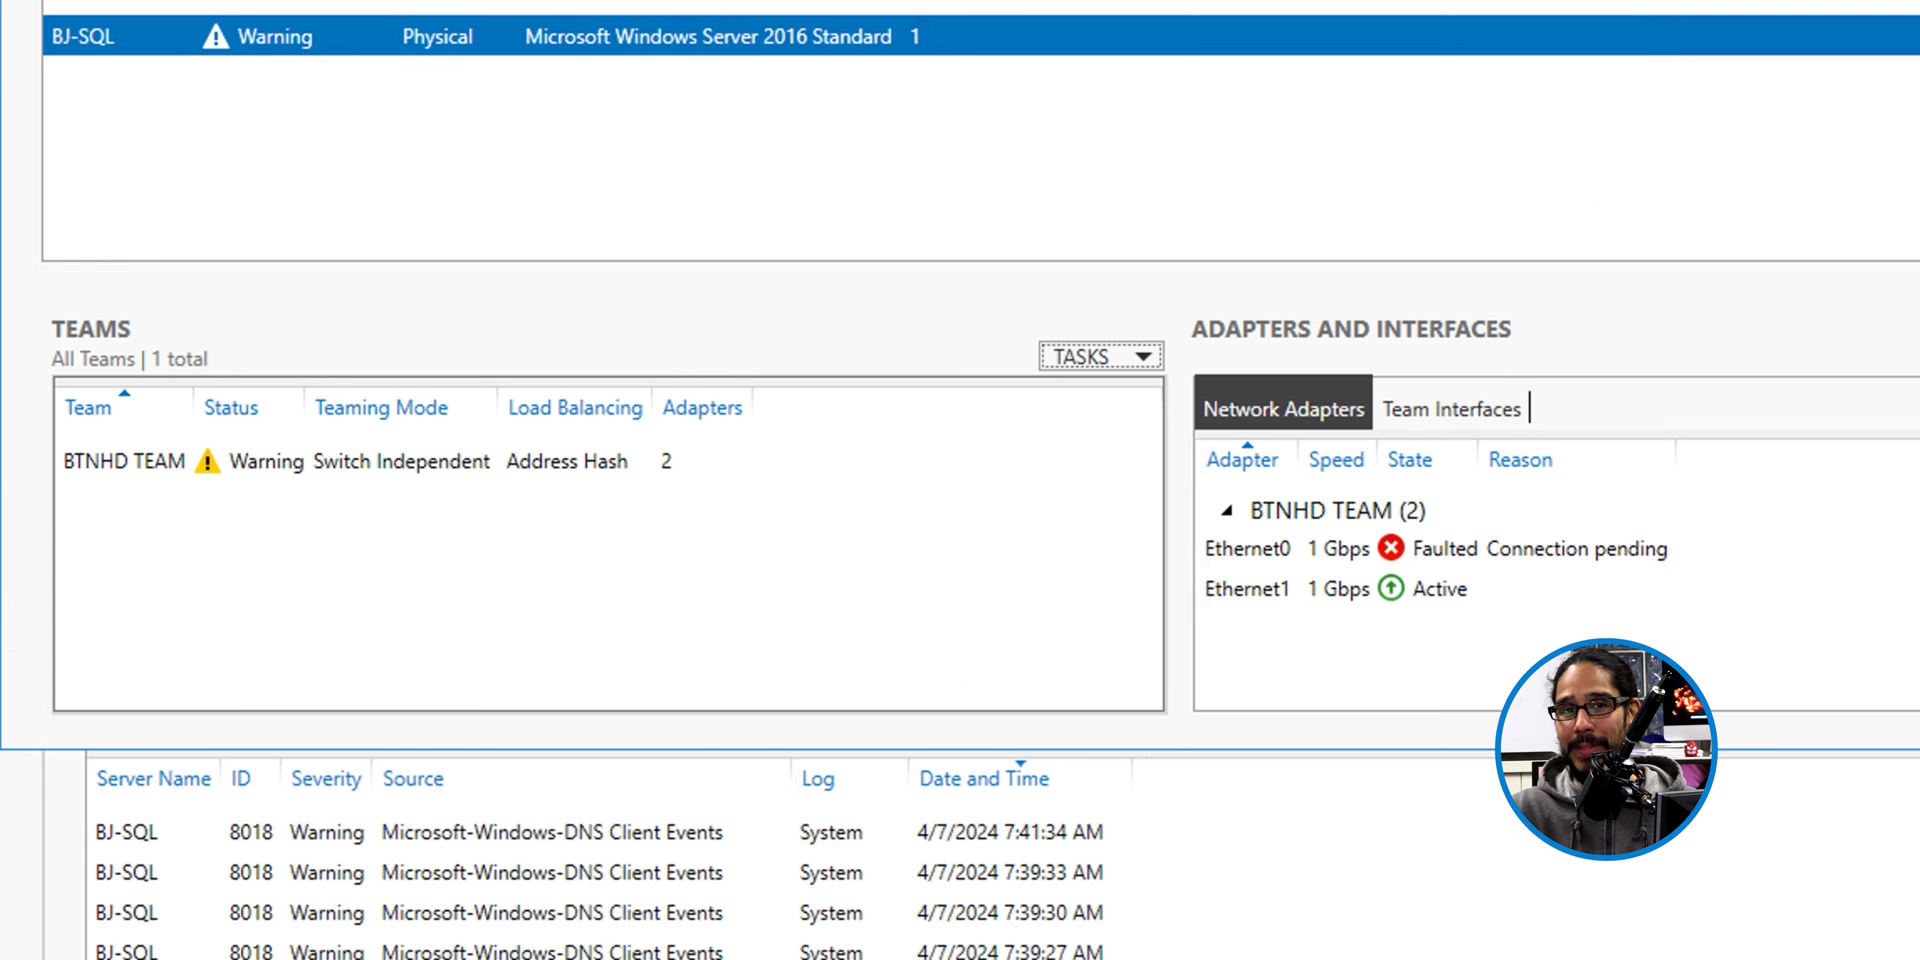 BJ-SQL Warning Physical Microsoft Windows Server 2016 Standard 1
TEAMS
All Teams | 1 total
TASKS
Team Status Teaming Mode Load Balancing Adapters
BTNHD TEAM Warning Switch Independent Address Hash 2
ADAPTERS AND INTERFACES
Network Adapters Team Interfaces
Adapter Speed State Reason
BTNHD TEAM (2)
Ethernet0 1 Gbps Faulted Connection pending
Ethernet1 1 Gbps Active
Server Name ID Severity Source Log Date and Time
BJ-SQL 8018 Warning Microsoft-Windows-DNS Client Events System 4/7/2024 7:41:34 AM
BJ-SQL 8018 Warning Microsoft-Windows-DNS Client Events System 4/7/2024 7:39:33 AM
BJ-SQL 8018 Warning Microsoft-Windows-DNS Client Events System 4/7/2024 7:39:30 AM
BJ-SQL 8018 Warning Microsoft-Windows-DNS Client Events System 4/7/2024 7:39:27 AM